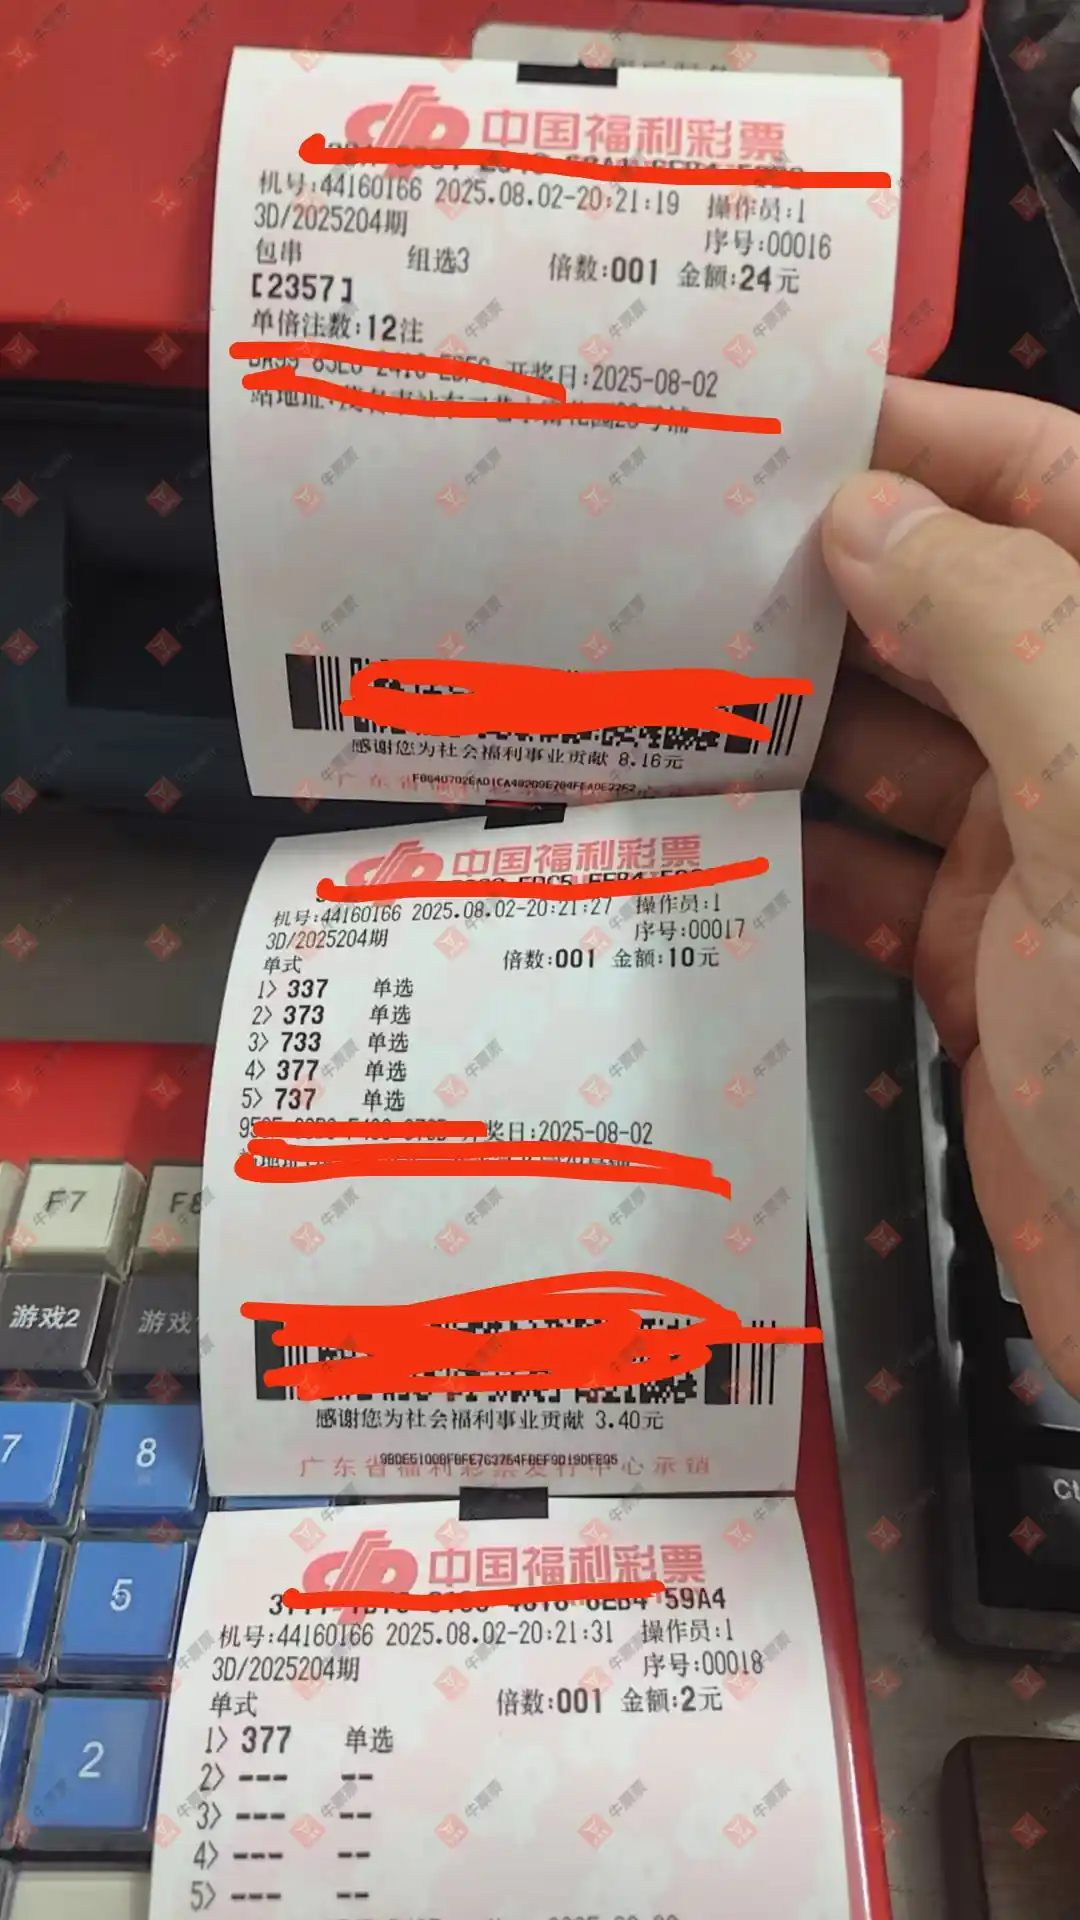 中国福利彩票
机号:44160166 2025.08.02-20:21:19 操作员:1
3D/2025204期 序号:00016
包串 组选3 倍数:001 金额:24元
[2357]
单倍注数:12注
开奖日:2025-08-02
站地址:
感谢您为社会福利事业贡献 8.16元
中国福利彩票
机号:44160166 2025.08.02-20:21:27 操作员:1
3D/2025204期 序号:00017
单式 倍数:001 金额:10元
1> 337 单选
2> 373 单选
3> 733 单选
4> 377 单选
5> 737 单选
开奖日:2025-08-02
感谢您为社会福利事业贡献 3.40元
广东省福利彩票发行中心承销
中国福利彩票
59A4
机号:44160166 2025.08.02-20:21:31 操作员:1
3D/2025204期 序号:00018
单式 倍数:001 金额:2元
1> 377 单选
2> --- --
3> --- --
4> --- --
5> --- --
F7
F8
游戏2
游戏
7
8
5
2
牛票票